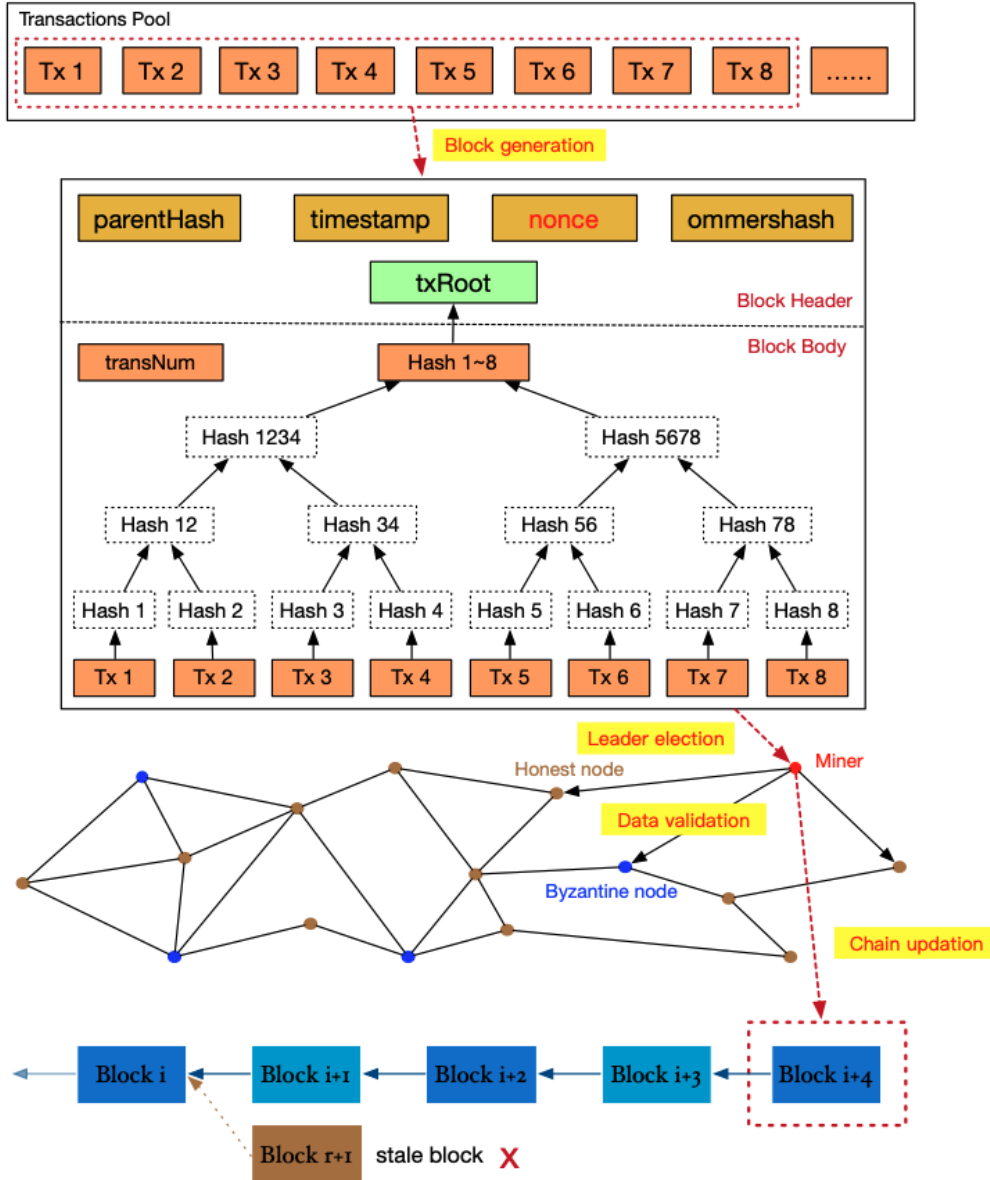 Transactions Pool
Tx 1 Tx 2 Tx 3 Tx 4 Tx 5 Tx 6 Tx 7 Tx 8 ......
Block generation
parentHash timestamp nonce ommershash
txRoot
Block Header
Block Body
transNum Hash 1~8
Hash 1234 Hash 5678
Hash 12 Hash 34 Hash 56 Hash 78
Hash 1 Hash 2 Hash 3 Hash 4 Hash 5 Hash 6 Hash 7 Hash 8
Tx 1 Tx 2 Tx 3 Tx 4 Tx 5 Tx 6 Tx 7 Tx 8
Leader election
Miner
Honest node
Data validation
Byzantine node
Chain updation
Block i Block i+1 Block i+2 Block i+3 Block i+4
Block r+1 stale block X